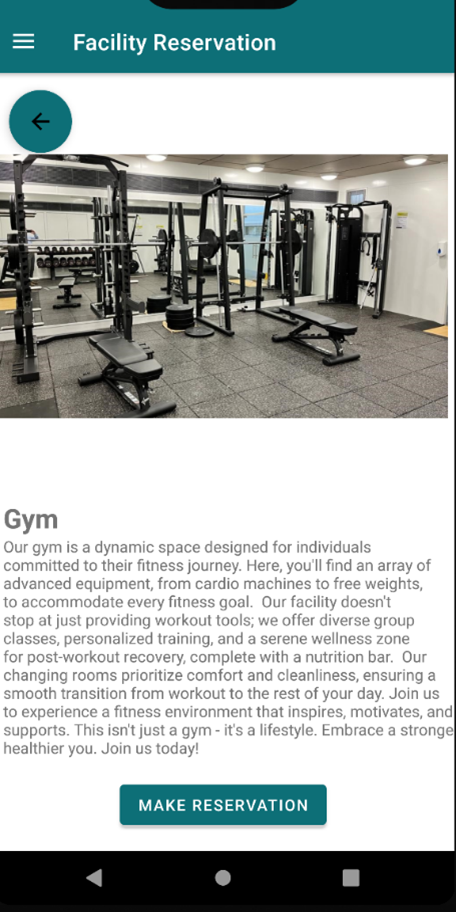 Facility Reservation
Gym
Our gym is a dynamic space designed for individuals
committed to their fitness journey. Here, you'll find an array of
advanced equipment, from cardio machines to free weights,
to accommodate every fitness goal.  Our facility doesn't
stop at just providing workout tools; we offer diverse group
classes, personalized training, and a serene wellness zone
for post-workout recovery, complete with a nutrition bar.  Our
changing rooms prioritize comfort and cleanliness, ensuring a
smooth transition from workout to the rest of your day. Join us
to experience a fitness environment that inspires, motivates, and
supports. This isn't just a gym - it's a lifestyle. Embrace a stronge
healthier you. Join us today!
MAKE RESERVATION